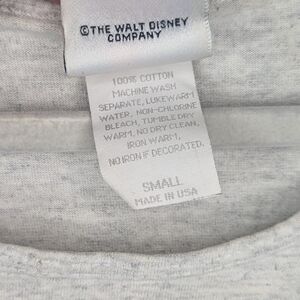 ©THE WALT DISNEY
COMPANY
100% COTTON
MACHINE WASH
SEPARATE, LUKEWARM
WATER, NON-CHLORINE
BLEACH, TUMBLE DRY
WARM, NO DRY CLEAN,
IRON WARM,
NO IRON IF DECORATED.
SMALL
MADE IN USA